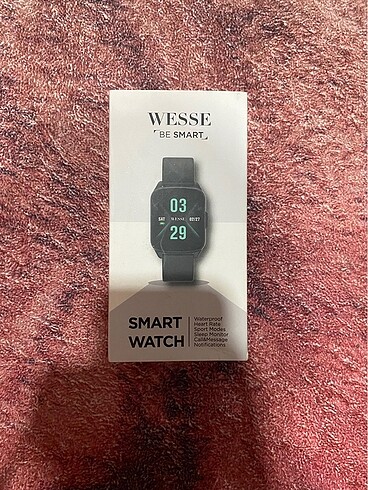 WESSE
BE SMART
03
SAT WESSE 02/27
29
SMART
WATCH
Waterproof
Heart Rate
Sport Modes
Sleep Monitor
Call&Message
Notifications